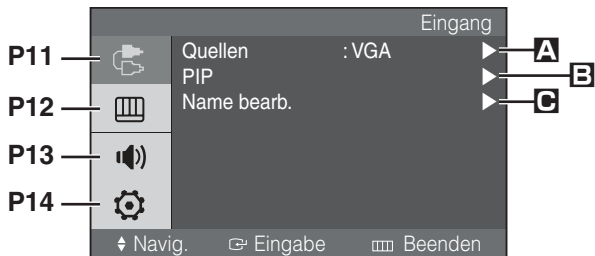 Eingang
P11
Quellen : VGA A
PIP B
P12
Name bearb. C
P13
P14
Navig. Eingabe Beenden